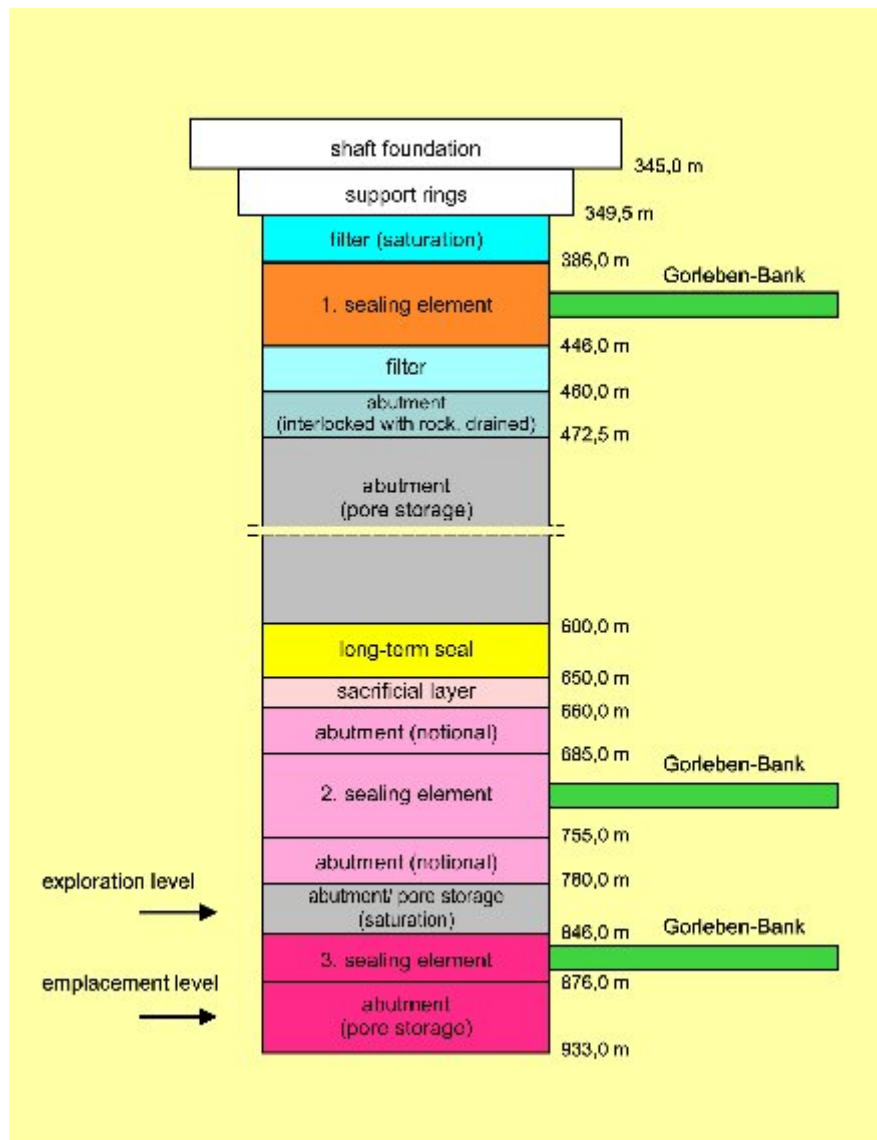 shaft foundation
345,0 m
support rings
349,5 m
filter (saturation)
386,0 m
Gorleben-Bank
1. sealing element
446,0 m
filter
460,0 m
abutment
(interlocked with rock, drained)
472,5 m
abutment
(pore storage)
600,0 m
long-term seal
650,0 m
sacrificial layer
660,0 m
abutment (notional)
685,0 m
Gorleben-Bank
2. sealing element
755,0 m
abutment (notional)
780,0 m
exploration level
abutment/ pore storage
(saturation)
846,0 m
Gorleben-Bank
3. sealing element
876,0 m
emplacement level
abutment
(pore storage)
933,0 m